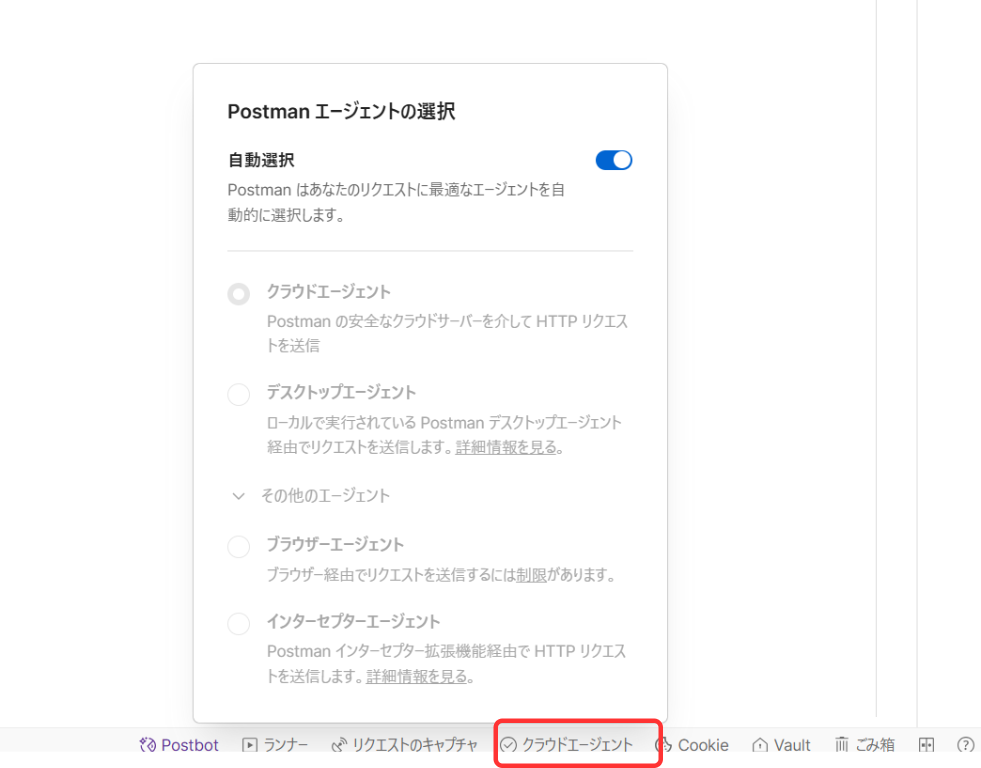 Postman エージェントの選択
自動選択
Postman はあなたのリクエストに最適なエージェントを自
動的に選択します。
クラウドエージェント
Postman の安全なクラウドサーバーを介して HTTP リクエス
トを送信
デスクトップエージェント
ローカルで実行されている Postman デスクトップエージェント
経由でリクエストを送信します。詳細情報を見る。
その他のエージェント
ブラウザーエージェント
ブラウザー経由でリクエストを送信するには制限があります。
インターセプターエージェント
Postman インターセプター拡張機能経由で HTTP リクエス
トを送信します。詳細情報を見る。
Postbot ランナー リクエストのキャプチャ クラウドエージェント Cookie Vault ごみ箱